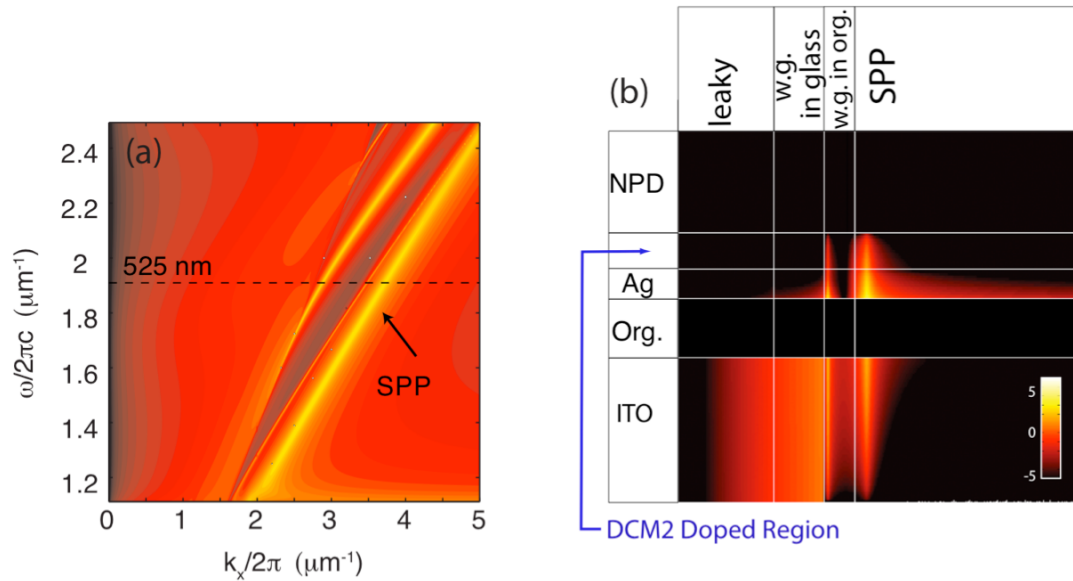 (a)
2.4
2.2
2
1.8
1.6
1.4
1.2
525 nm
SPP
0
1
2
3
4
5
ω/2πc (μm⁻¹)
kₓ/2π (μm⁻¹)
(b)
leaky
w.g.
in glass
w.g. in org.
SPP
NPD
Ag
Org.
ITO
5
0
-5
DCM2 Doped Region